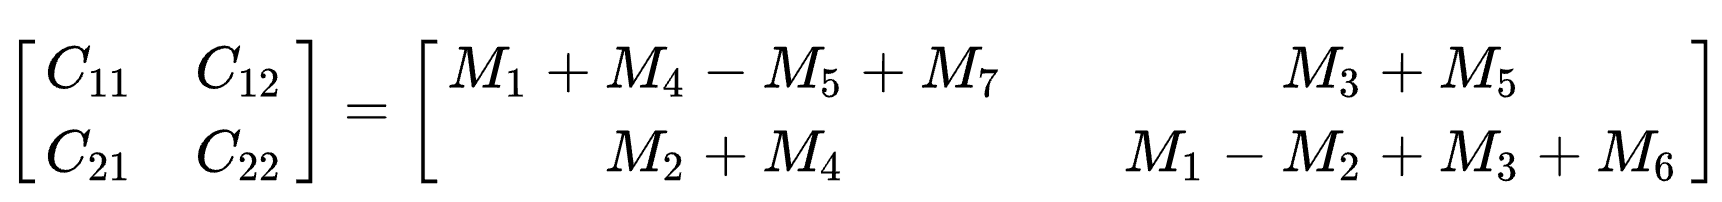 [C₁₁ C₁₂] = [M₁ + M₄ − M₅ + M₇ M₃ + M₅]
[C₂₁ C₂₂] [M₂ + M₄ M₁ − M₂ + M₃ + M₆]